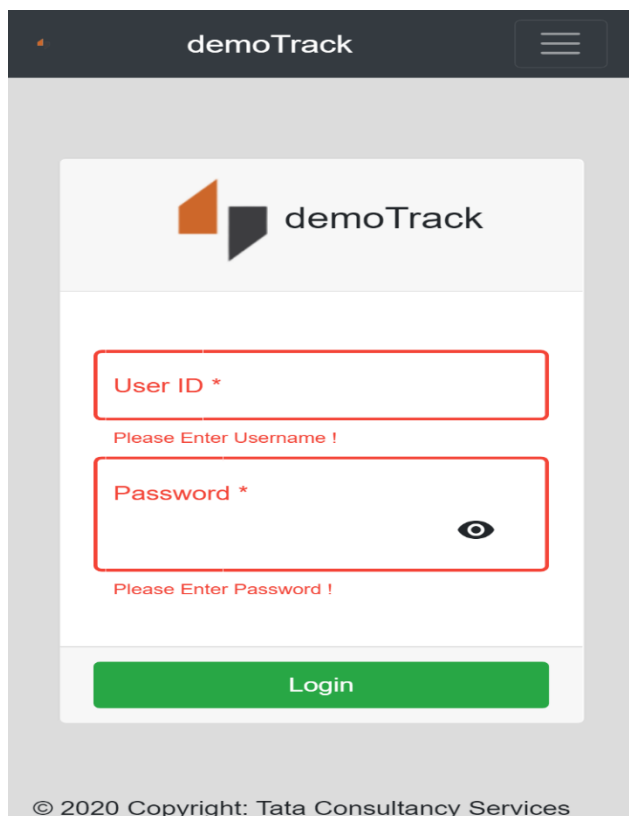 demoTrack
demoTrack
User ID *
Please Enter Username !
Password *
Please Enter Password !
Login
© 2020 Copyright: Tata Consultancy Services